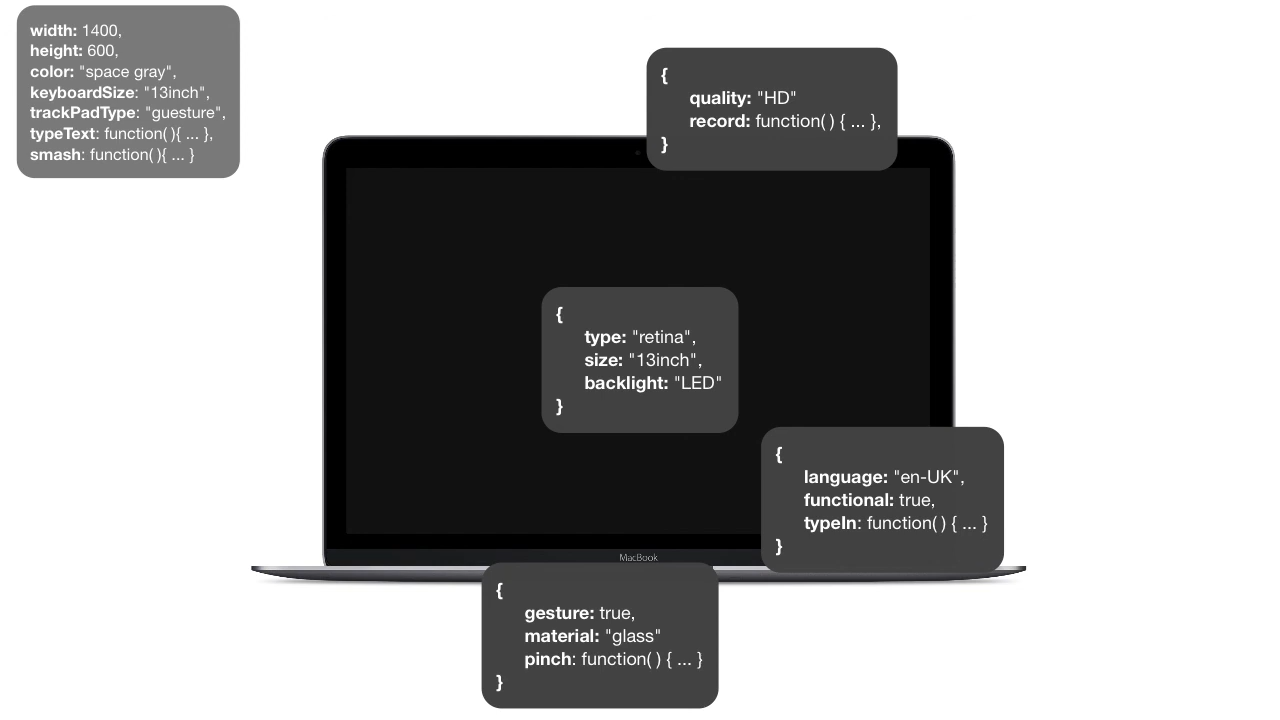 width: 1400,
height: 600,
color: "space gray",
keyboardSize: "13inch",
trackPadType: "guesture",
typeText: function( ){ ... },
smash: function( ){ ... }
{
quality: "HD"
record: function( ) { ... },
}
{
type: "retina",
size: "13inch",
backlight: "LED"
}
{
language: "en-UK",
functional: true,
typeIn: function( ) { ... }
}
MacBook
{
gesture: true,
material: "glass"
pinch: function( ) { ... }
}